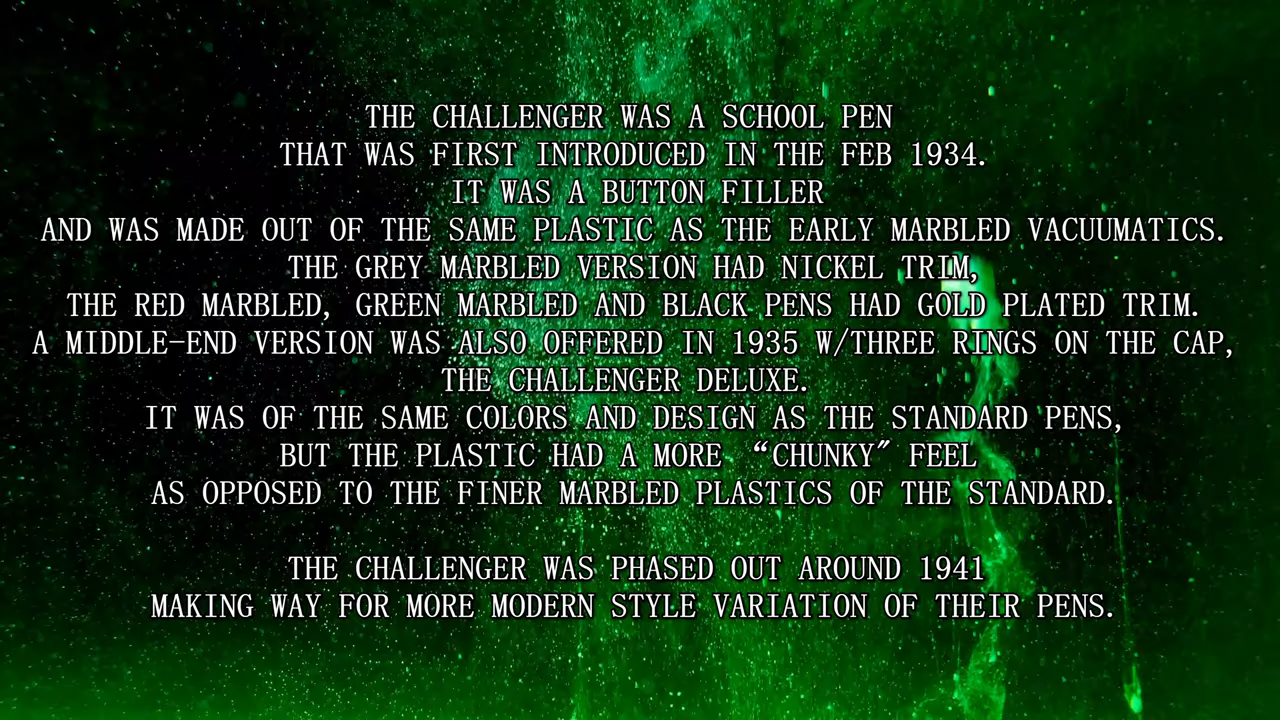 THE CHALLENGER WAS A SCHOOL PEN
THAT WAS FIRST INTRODUCED IN THE FEB 1934.
IT WAS A BUTTON FILLER
AND WAS MADE OUT OF THE SAME PLASTIC AS THE EARLY MARBLED VACUUMATICS.
THE GREY MARBLED VERSION HAD NICKEL TRIM,
THE RED MARBLED, GREEN MARBLED AND BLACK PENS HAD GOLD PLATED TRIM.
A MIDDLE-END VERSION WAS ALSO OFFERED IN 1935 W/THREE RINGS ON THE CAP,
THE CHALLENGER DELUXE.
IT WAS OF THE SAME COLORS AND DESIGN AS THE STANDARD PENS,
BUT THE PLASTIC HAD A MORE “CHUNKY" FEEL
AS OPPOSED TO THE FINER MARBLED PLASTICS OF THE STANDARD.
THE CHALLENGER WAS PHASED OUT AROUND 1941
MAKING WAY FOR MORE MODERN STYLE VARIATION OF THEIR PENS.